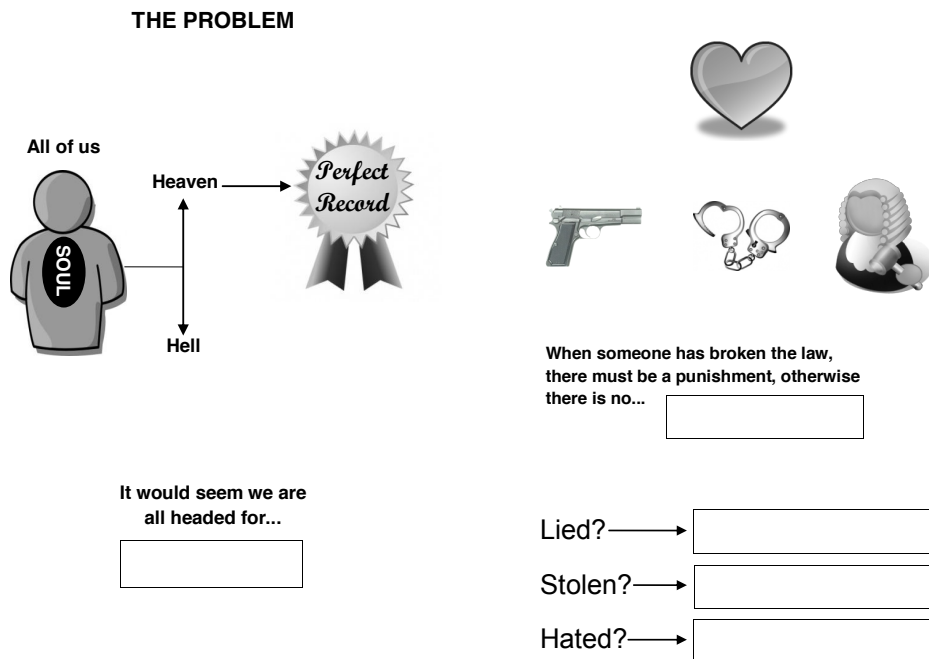 THE PROBLEM
All of us
SOUL
Heaven
Perfect
Record
Hell
It would seem we are
all headed for...
When someone has broken the law,
there must be a punishment, otherwise
there is no...
Lied?
Stolen?
Hated?